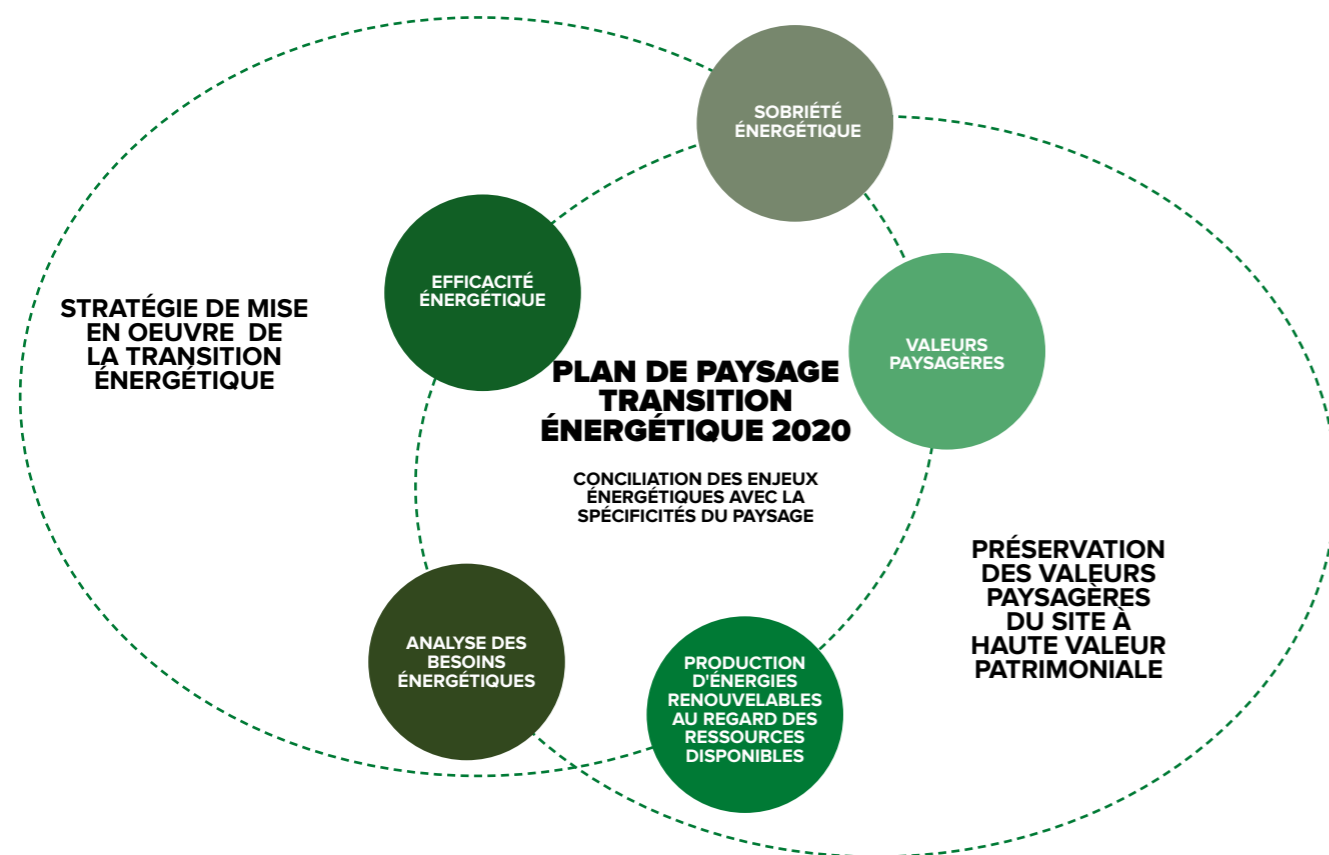 SOBRIÉTÉ
ÉNERGÉTIQUE
EFFICACITÉ
ÉNERGÉTIQUE
STRATÉGIE DE MISE
EN OEUVRE DE
LA TRANSITION
ÉNERGÉTIQUE
VALEURS
PAYSAGÈRES
PLAN DE PAYSAGE
TRANSITION
ÉNERGÉTIQUE 2020
CONCILIATION DES ENJEUX
ÉNERGÉTIQUES AVEC LA
SPÉCIFICITÉS DU PAYSAGE
PRÉSERVATION
DES VALEURS
PAYSAGÈRES
DU SITE À
HAUTE VALEUR
PATRIMONIALE
ANALYSE DES
BESOINS
ÉNERGÉTIQUES
PRODUCTION
D'ÉNERGIES
RENOUVELABLES
AU REGARD DES
RESSOURCES
DISPONIBLES